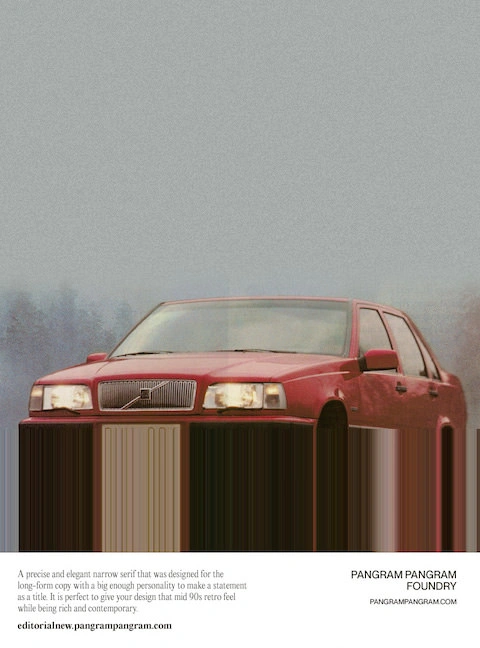 A precise and elegant narrow serif that was designed for the
long-form copy with a big enough personality to make a statement
as a title. It is perfect to give your design that mid 90s retro feel
while being rich and contemporary.
editorialnew.pangrampangram.com
PANGRAM PANGRAM
FOUNDRY
PANGRAMPANGRAM.COM